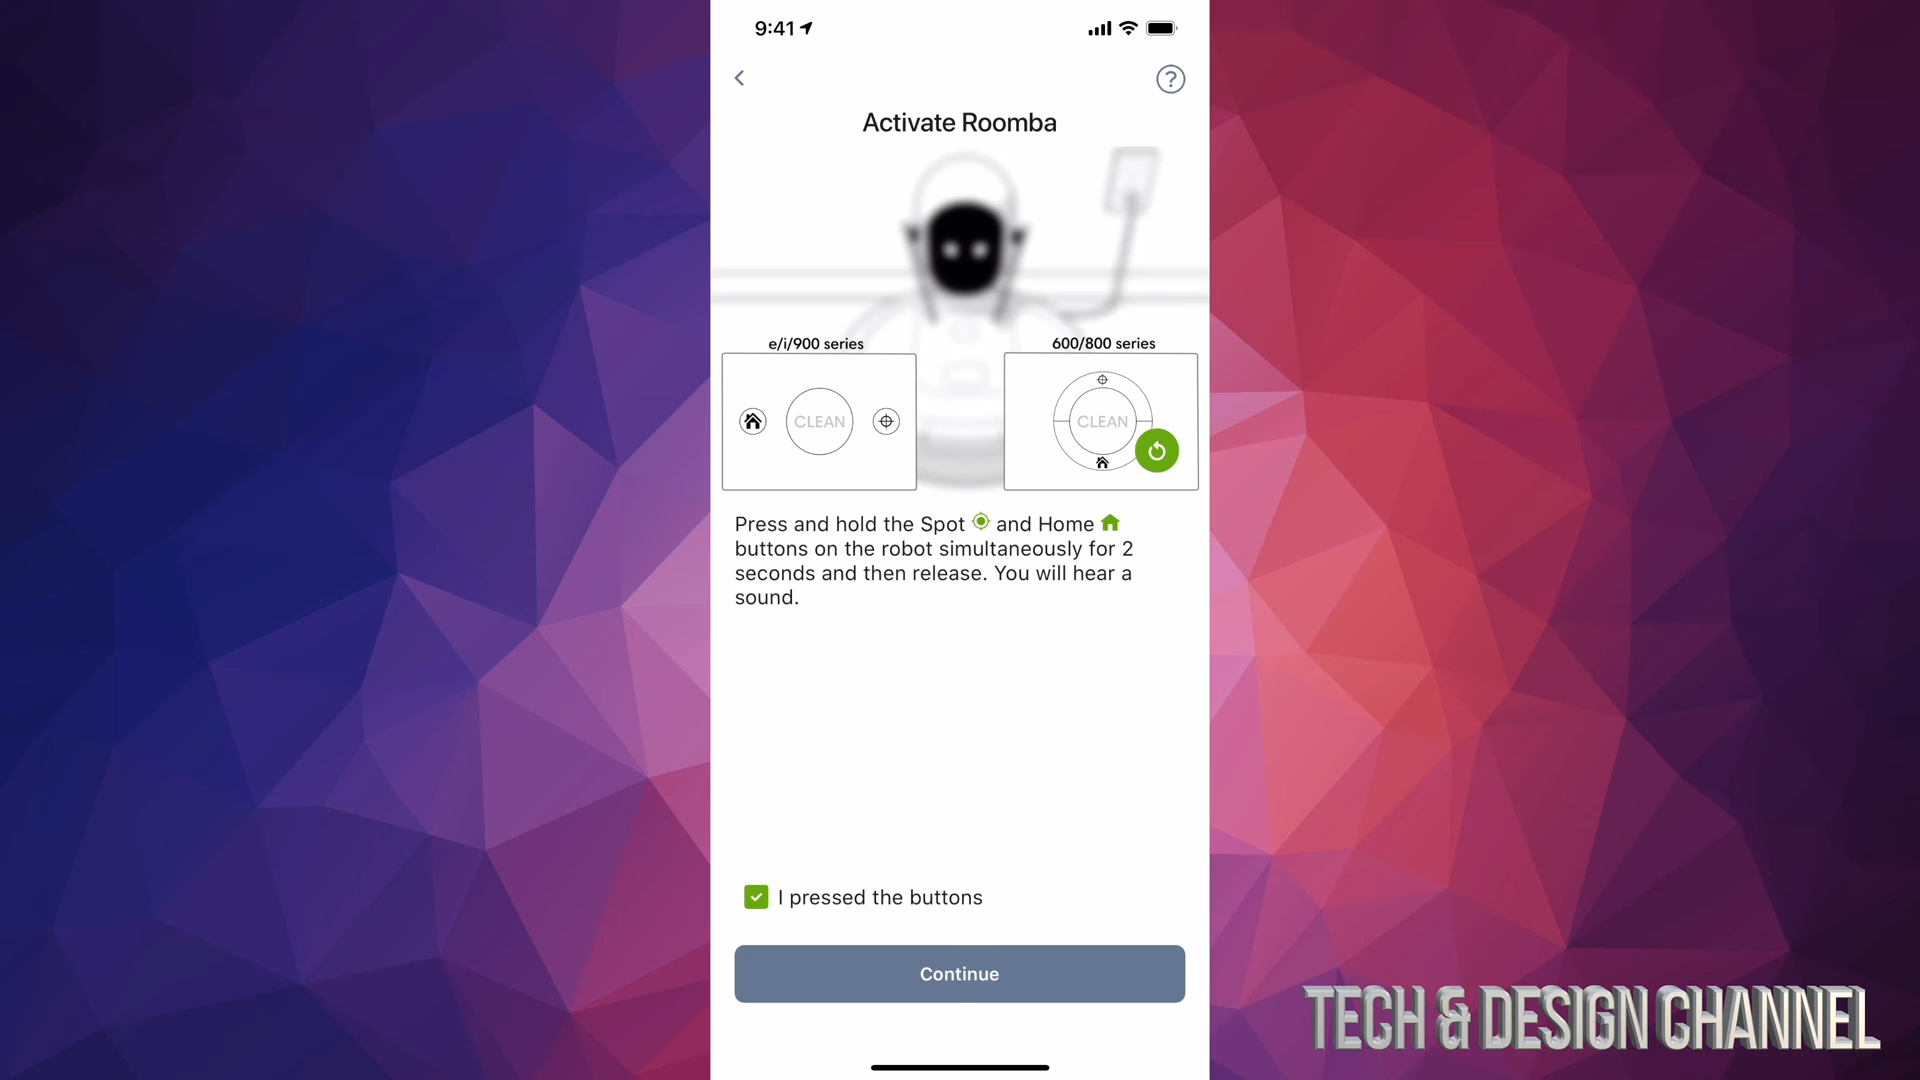 9:41
Activate Roomba
e/i/900 series
600/800 series
CLEAN
CLEAN
Press and hold the Spot and Home
buttons on the robot simultaneously for 2
seconds and then release. You will hear a
sound.
I pressed the buttons
Continue
TECH & DESIGN CHANNEL